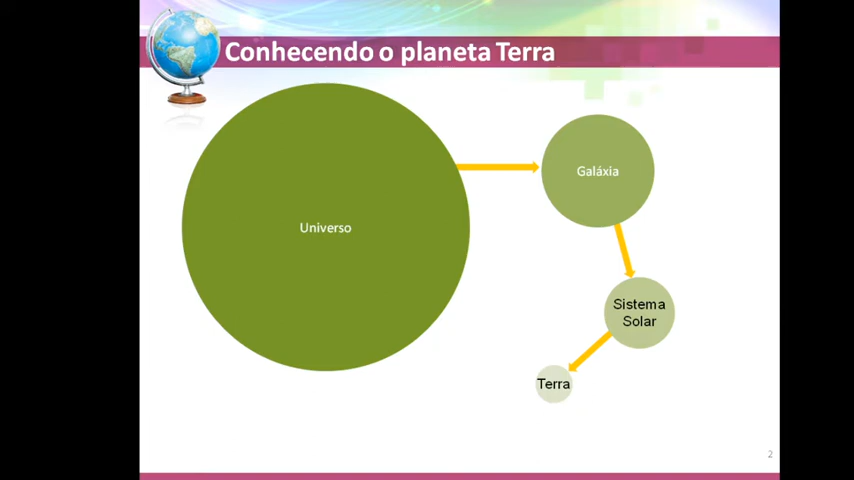 Conhecendo o planeta Terra
Universo
Galáxia
Sistema
Solar
Terra
2